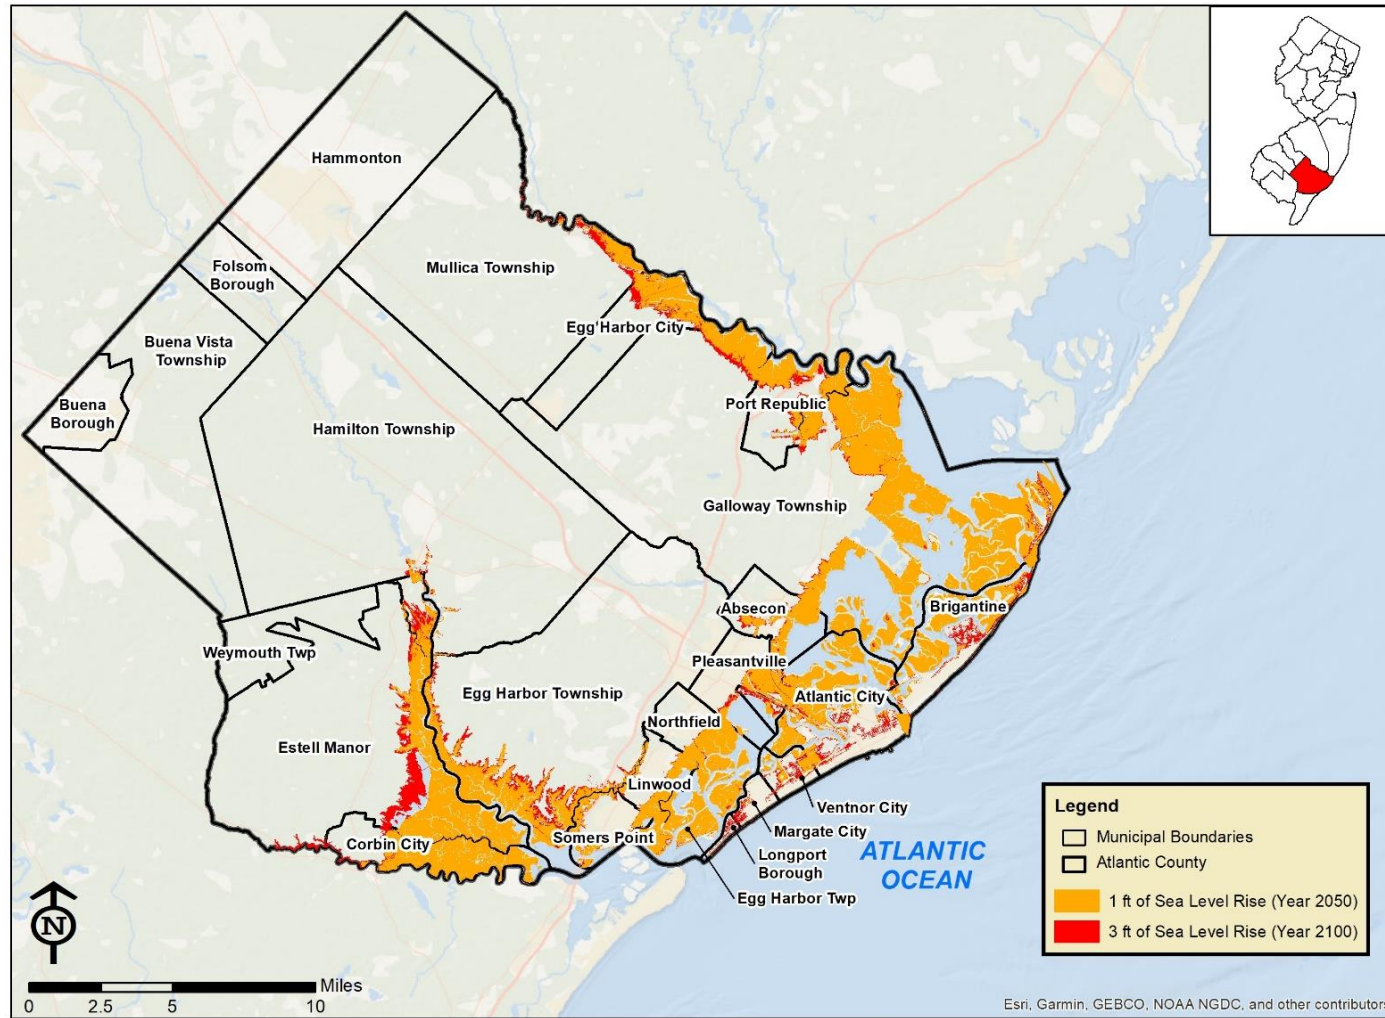 Hammonton
Folsom
Borough
Mullica Township
Buena Vista
Township
Egg Harbor City
Buena
Borough
Hamilton Township
Port Republic
Galloway Township
Absecon
Brigantine
Weymouth Twp
Pleasantville
Egg Harbor Township
Atlantic City
Northfield
Estell Manor
Linwood
Ventnor City
Somers Point
Margate City
Corbin City
Longport
Borough
Egg Harbor Twp
ATLANTIC
OCEAN
Legend
Municipal Boundaries
Atlantic County
1 ft of Sea Level Rise (Year 2050)
3 ft of Sea Level Rise (Year 2100)
N
Miles
0 2.5 5 10
Esri, Garmin, GEBCO, NOAA NGDC, and other contributors